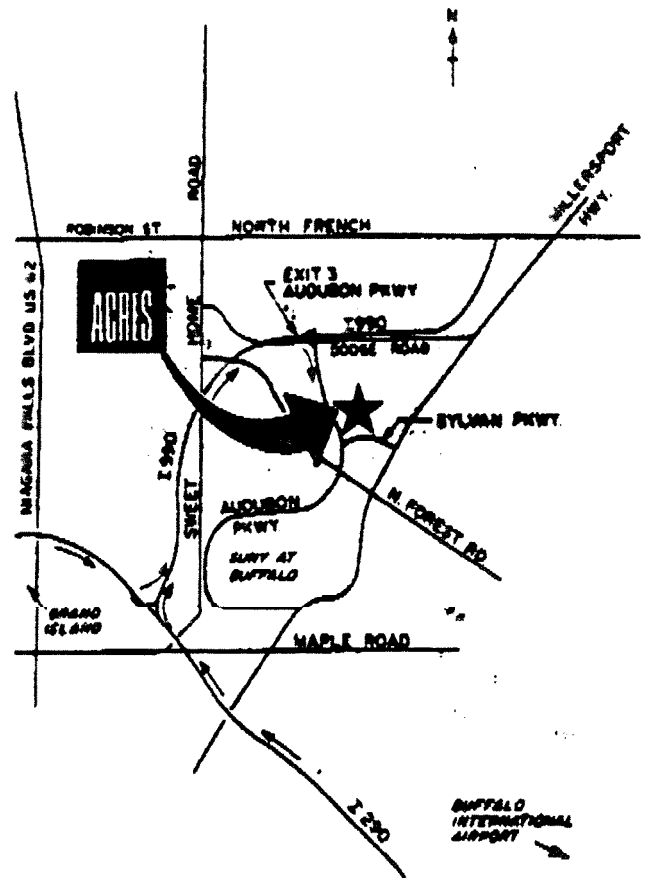 N
MILLERSPORT
HWY.
ROAD
ROBINSON ST
NORTH FRENCH
EXIT 3
AUDUBON PKWY
ACRES
HOME
I 990
DODGE ROAD
NIAGARA FALLS BLVD US 62
SYLVAN PKWY.
I 990
SWEET
AUDUBON
PKWY
N. FOREST RD
SUNY AT
BUFFALO
GRAND
ISLAND
MAPLE ROAD
I 290
BUFFALO
INTERNATIONAL
AIRPORT